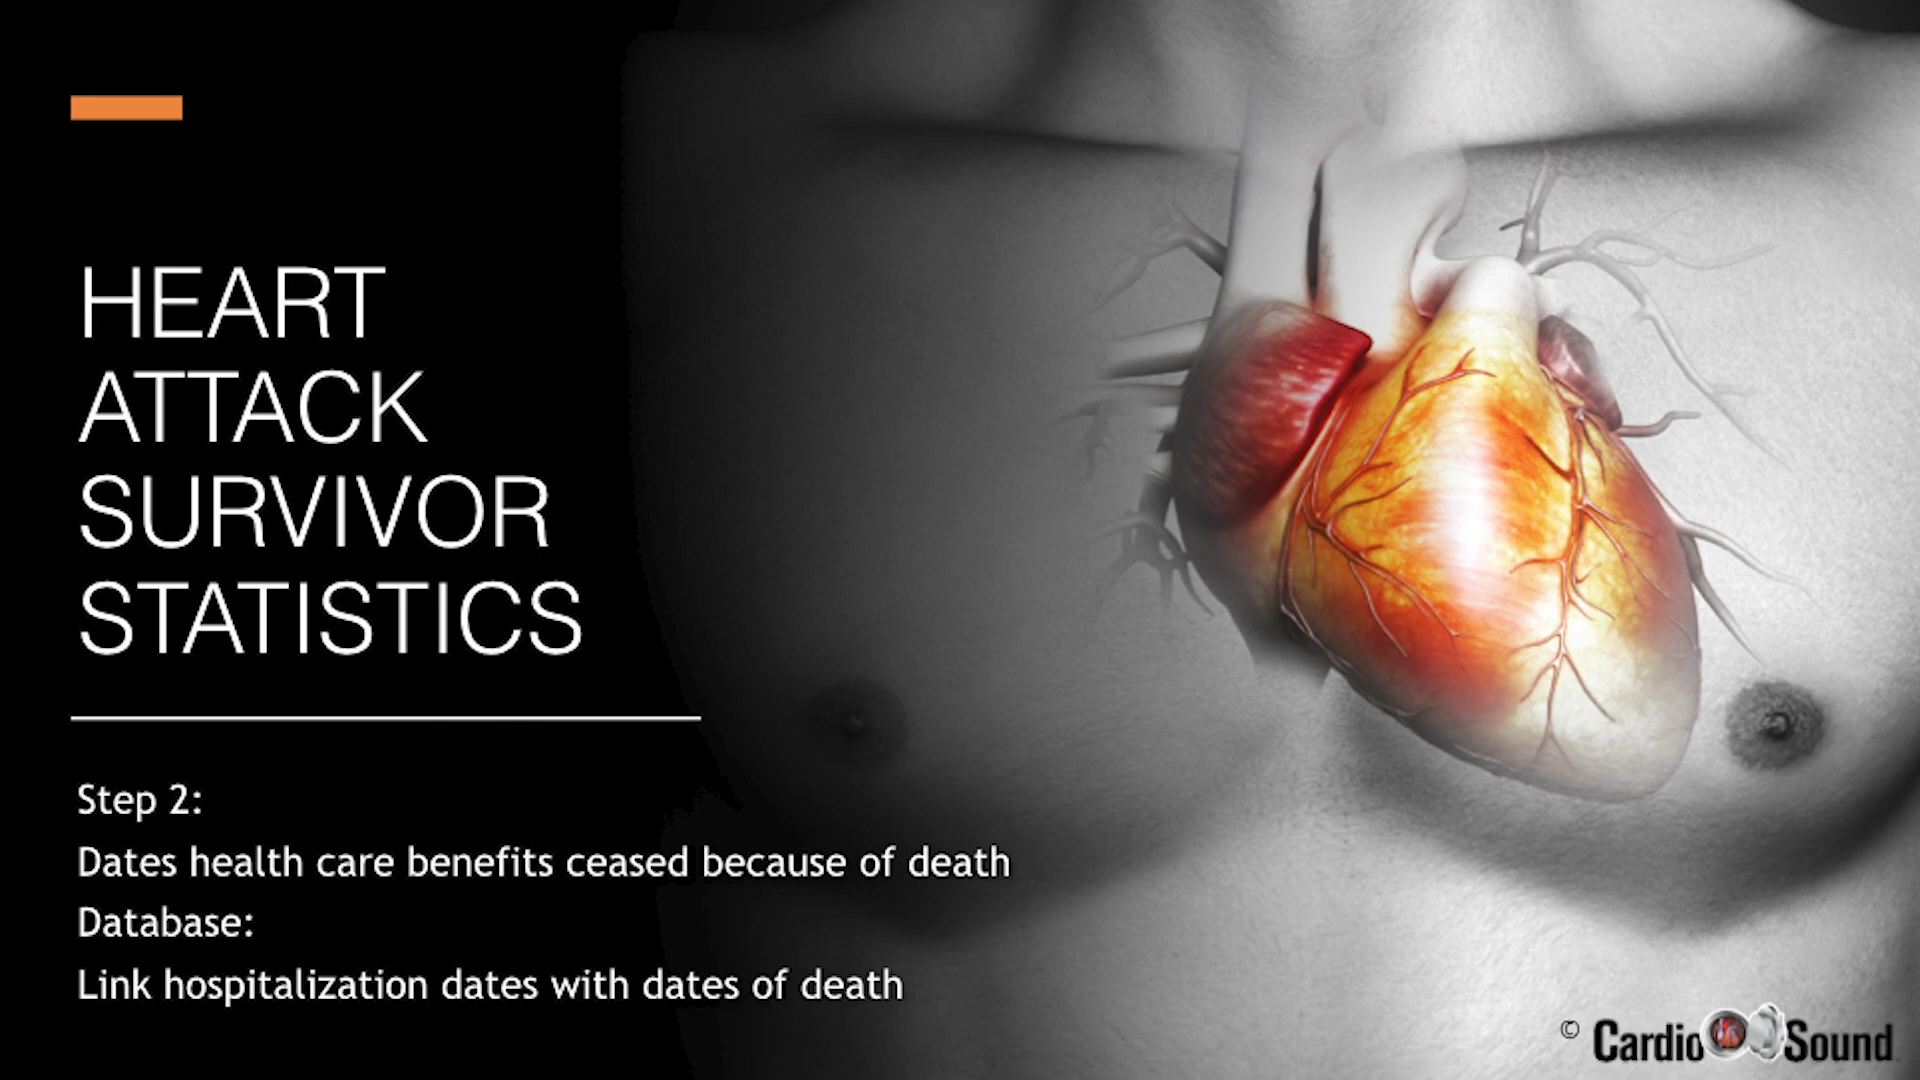 HEART
ATTACK
SURVIVOR
STATISTICS
Step 2:
Dates health care benefits ceased because of death
Database:
Link hospitalization dates with dates of death
© Cardio Sound